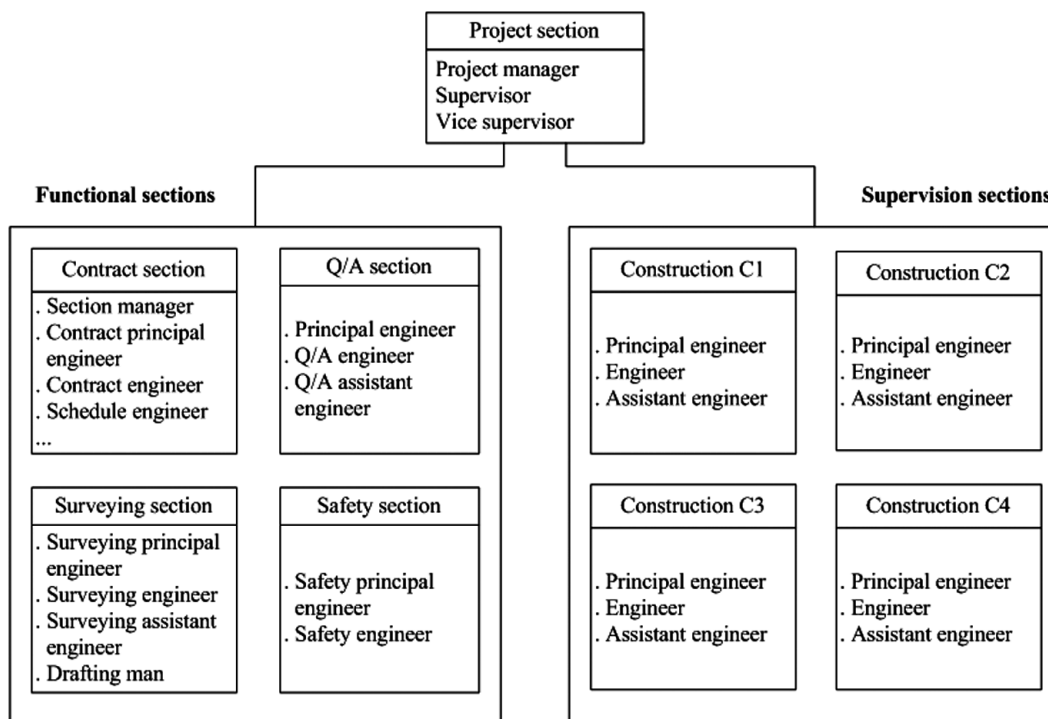 Project section
Project manager
Supervisor
Vice supervisor
Functional sections
Supervision sections
Contract section
. Section manager
. Contract principal
engineer
. Contract engineer
. Schedule engineer
...
Q/A section
. Principal engineer
. Q/A engineer
. Q/A assistant
engineer
Surveying section
. Surveying principal
engineer
. Surveying engineer
. Surveying assistant
engineer
. Drafting man
Safety section
. Safety principal
engineer
. Safety engineer
Construction C1
. Principal engineer
. Engineer
. Assistant engineer
Construction C2
. Principal engineer
. Engineer
. Assistant engineer
Construction C3
. Principal engineer
. Engineer
. Assistant engineer
Construction C4
. Principal engineer
. Engineer
. Assistant engineer